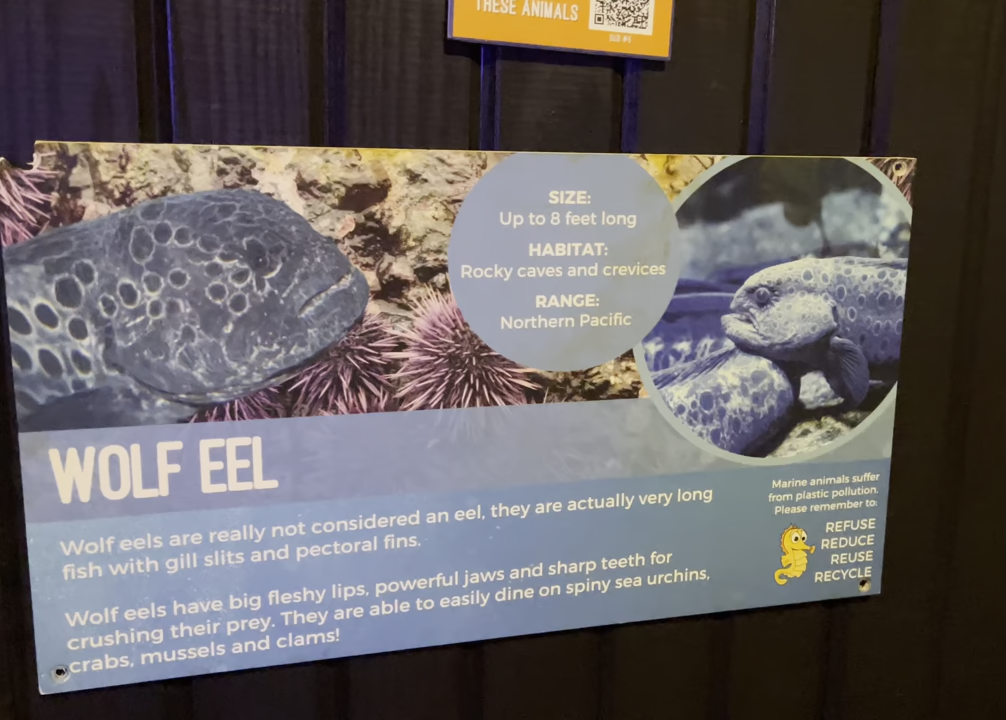 THESE ANIMALS
SIZE:
Up to 8 feet long
HABITAT:
Rocky caves and crevices
RANGE:
Northern Pacific
WOLF EEL
Wolf eels are really not considered an eel, they are actually very long
fish with gill slits and pectoral fins.
Wolf eels have big fleshy lips, powerful jaws and sharp teeth for
crushing their prey. They are able to easily dine on spiny sea urchins,
crabs, mussels and clams!
Marine animals suffer
from plastic pollution.
Please remember to:
REFUSE
REDUCE
REUSE
RECYCLE